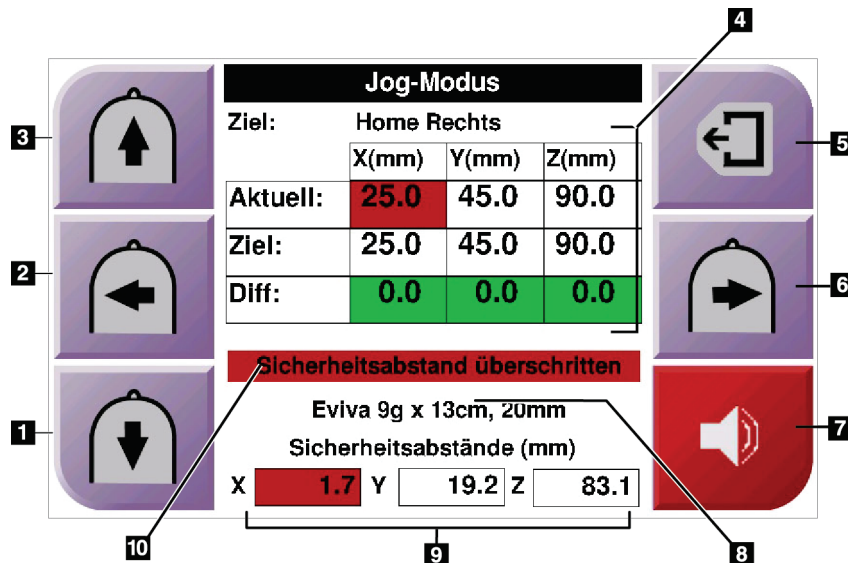 4
Jog-Modus
Ziel: Home Rechts
3
5
X(mm) Y(mm) Z(mm)
Aktuell: 25.0 45.0 90.0
Ziel: 25.0 45.0 90.0
2
6
Diff: 0.0 0.0 0.0
Sicherheitsabstand überschritten
Eviva 9g x 13cm, 20mm
1
7
Sicherheitsabstände (mm)
X 1.7 Y 19.2 Z 83.1
10
9
8